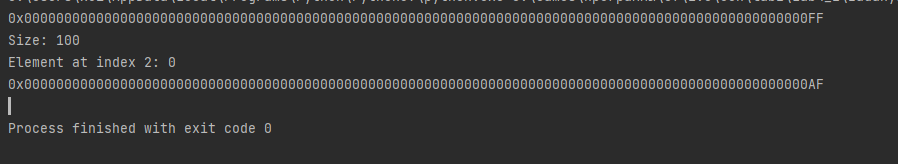 0x00000000000000000000000000000000000000000000000000000000000000000000000000000000000000000000000000FF
Size: 100
Element at index 2: 0
0x00000000000000000000000000000000000000000000000000000000000000000000000000000000000000000000000000AF
Process finished with exit code 0